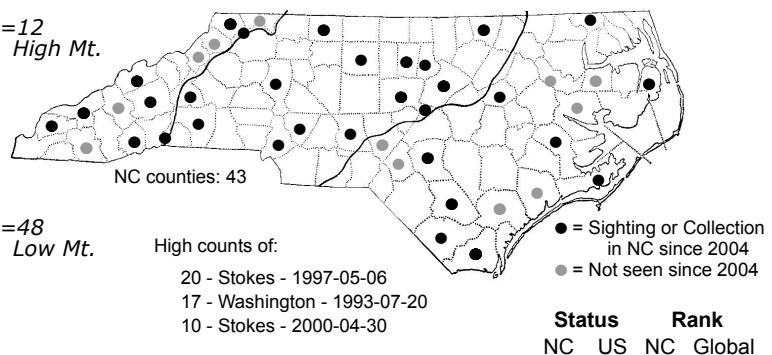 =12
High Mt.
NC counties: 43
=48
Low Mt.
High counts of:
20 - Stokes - 1997-05-06
17 - Washington - 1993-07-20
10 - Stokes - 2000-04-30
= Sighting or Collection
in NC since 2004
= Not seen since 2004
Status Rank
NC US NC Global